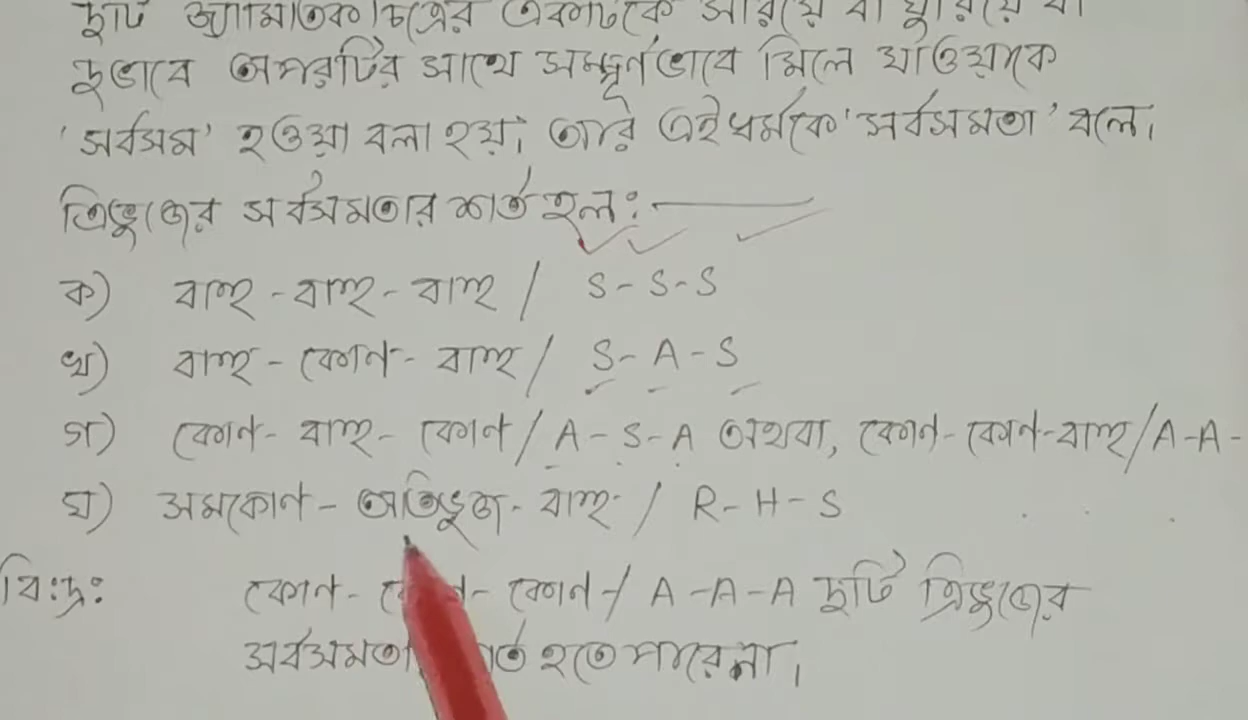 দুটি জ্যামিতিক চিত্রের একটিকে সরিয়ে বা ঘুরিয়ে বা
দুভাবে অপরটির সাথে সম্পূর্ণভাবে মিলে যাওয়াকে
'সর্বসম' হওয়া বলা হয়; আর এই ধর্মকে 'সর্বসমতা' বলে।
ত্রিভুজের সর্বসমতার শর্ত হল:—
ক) বাহু - বাহু - বাহু / S - S - S
খ) বাহু - কোণ - বাহু / S - A - S
গ) কোণ - বাহু - কোণ / A - S - A অথবা, কোণ - কোণ - বাহু / A - A -
ঘ) সমকোণ - অতিভুজ - বাহু / R - H - S
বি:দ্র: কোণ - - কোণ / A - A - A দুটি ত্রিভুজের
সর্বসমতা হতে পারে না।